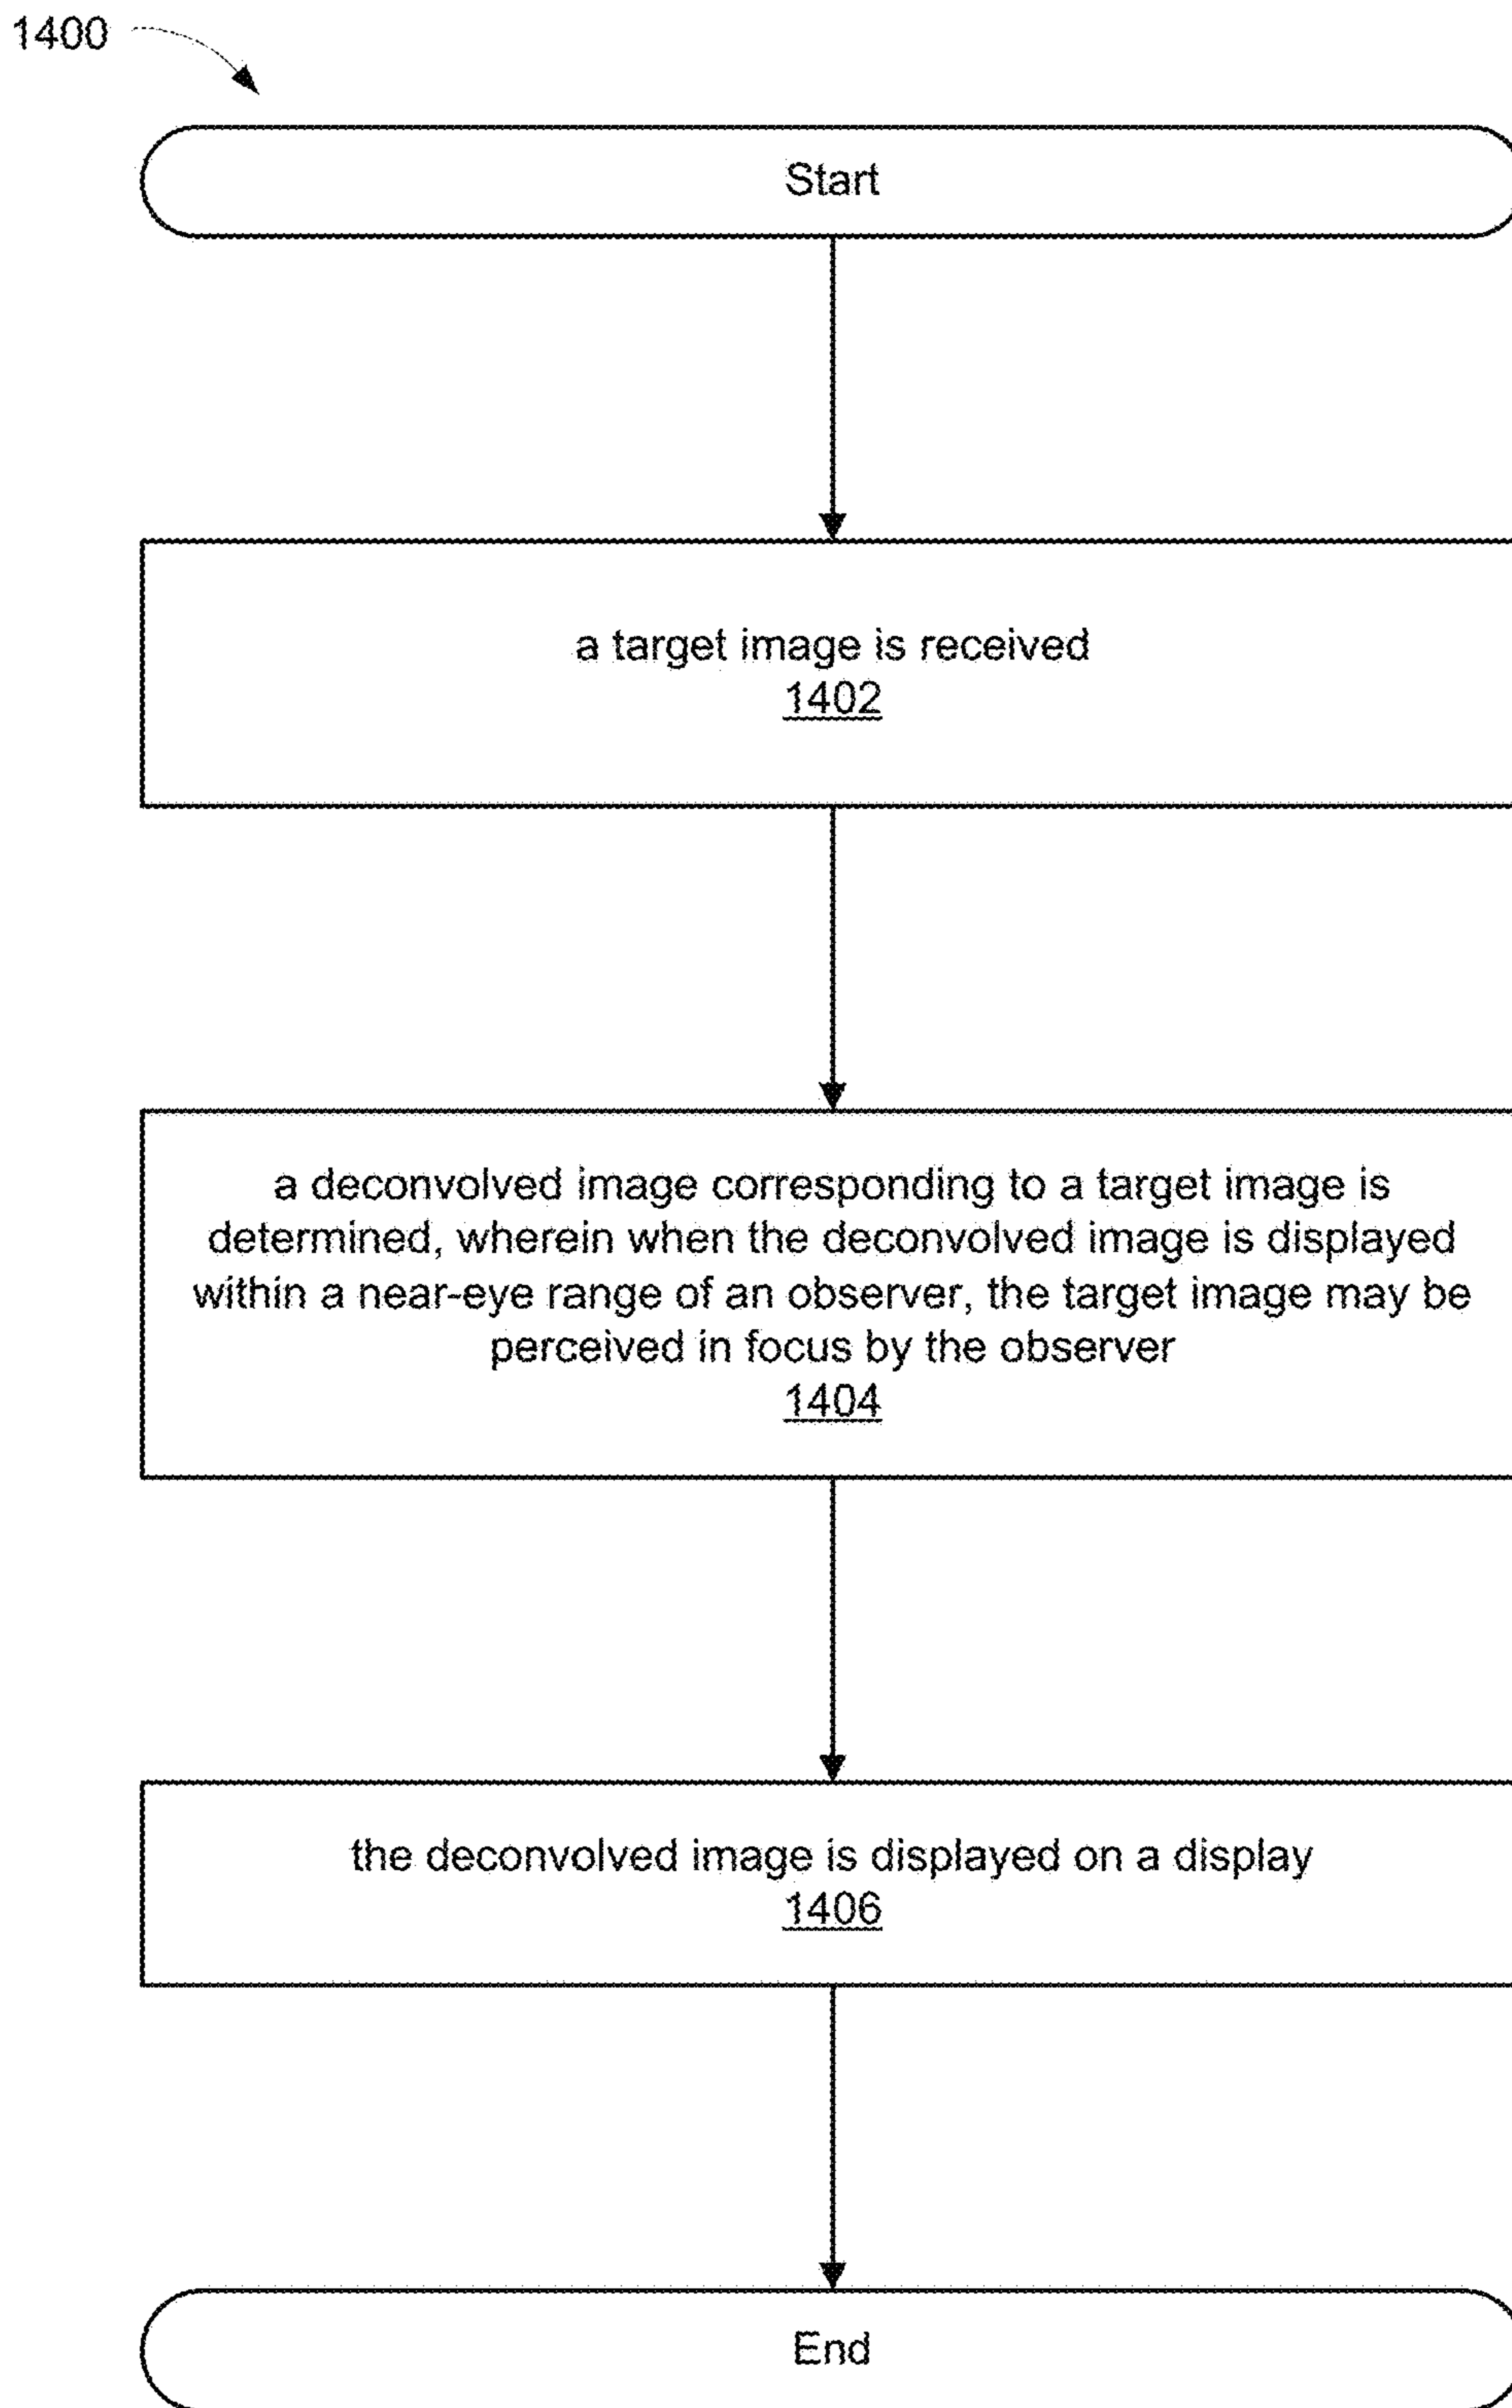 1400
Start
a target image is received
1402
a deconvolved image corresponding to a target image is
determined, wherein when the deconvolved image is displayed
within a near-eye range of an observer, the target image may be
perceived in focus by the observer
1404
the deconvolved image is displayed on a display
1406
End